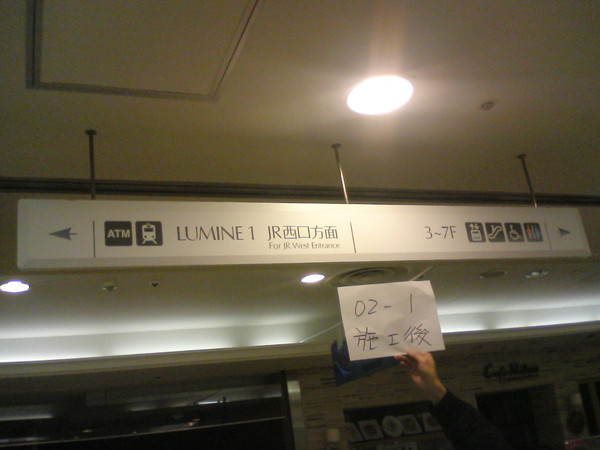 ATM LUMINE 1 JR西口方面 3~7F
For JR West Entrance
02-1
施工後